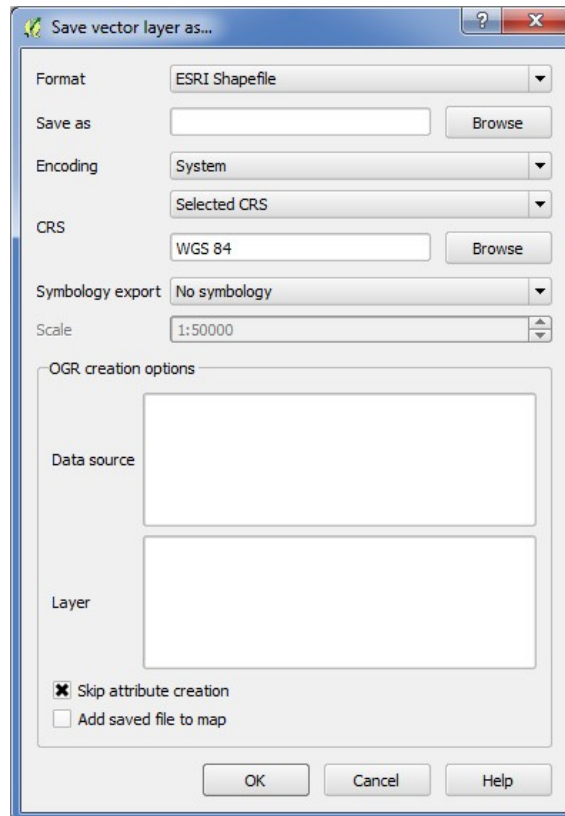 Save vector layer as...
Format ESRI Shapefile
Save as Browse
Encoding System
Selected CRS
CRS
WGS 84 Browse
Symbology export No symbology
Scale 1:50000
OGR creation options
Data source
Layer
Skip attribute creation
Add saved file to map
OK Cancel Help